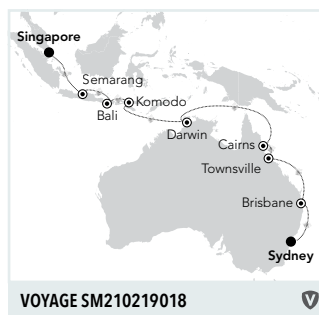 Singapore
Semarang
Komodo
Bali
Darwin
Cairns
Townsville
Brisbane
Sydney
VOYAGE SM210219018
V